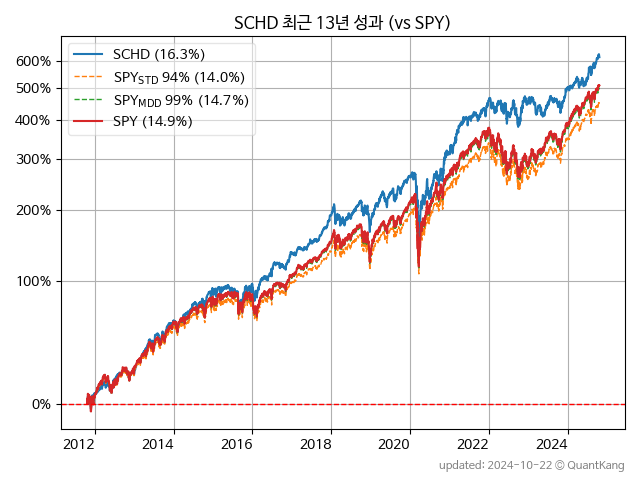 SCHD 최근 13년 성과 (vs SPY)
SCHD (16.3%)
SPY_STD 94% (14.0%)
SPY_MDD 99% (14.7%)
SPY (14.9%)
600%
500%
400%
300%
200%
100%
0%
2012 2014 2016 2018 2020 2022 2024
updated: 2024-10-22 © QuantKang